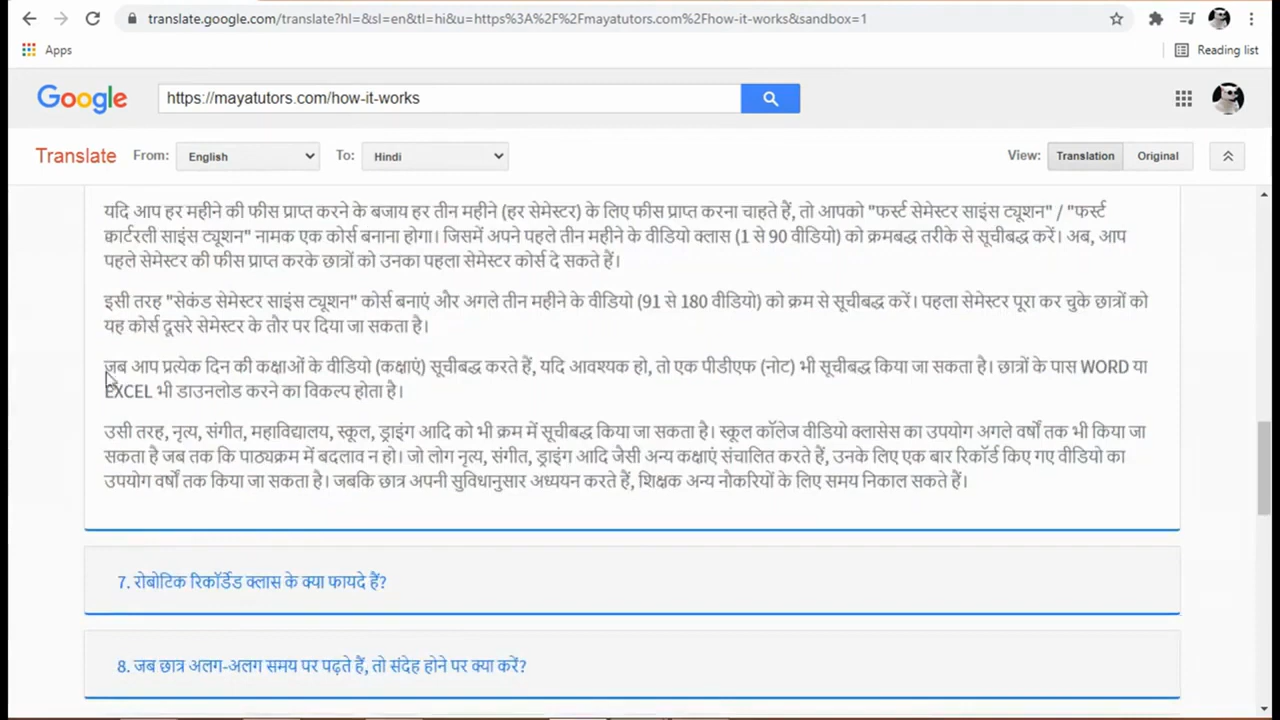 translate.google.com/translate?hl=&sl=en&tl=hi&u=https%3A%2F%2Fmayatutors.com%2Fhow-it-works&sandbox=1
Apps
Reading list
Google
https://mayatutors.com/how-it-works
Translate From: English To: Hindi View: Translation Original
यदि आप हर महीने की फीस प्राप्त करने के बजाय हर तीन महीने (हर सेमेस्टर) के लिए फीस प्राप्त करना चाहते हैं, तो आपको "फर्स्ट सेमेस्टर साइंस ट्यूशन" / "फर्स्ट
क्वार्टरली साइंस ट्यूशन" नामक एक कोर्स बनाना होगा। जिसमें अपने पहले तीन महीने के वीडियो क्लास (1 से 90 वीडियो) को क्रमबद्ध तरीके से सूचीबद्ध करें। अब, आप
पहले सेमेस्टर की फीस प्राप्त करके छात्रों को उनका पहला सेमेस्टर कोर्स दे सकते हैं।
इसी तरह "सेकंड सेमेस्टर साइंस ट्यूशन" कोर्स बनाएं और अगले तीन महीने के वीडियो (91 से 180 वीडियो) को क्रम से सूचीबद्ध करें। पहला सेमेस्टर पूरा कर चुके छात्रों को
यह कोर्स दूसरे सेमेस्टर के तौर पर दिया जा सकता है।
जब आप प्रत्येक दिन की कक्षाओं के वीडियो (कक्षाएं) सूचीबद्ध करते हैं, यदि आवश्यक हो, तो एक पीडीएफ (नोट) भी सूचीबद्ध किया जा सकता है। छात्रों के पास WORD या
EXCEL भी डाउनलोड करने का विकल्प होता है।
उसी तरह, नृत्य, संगीत, महाविद्यालय, स्कूल, ड्राइंग आदि को भी क्रम में सूचीबद्ध किया जा सकता है। स्कूल कॉलेज वीडियो क्लासेस का उपयोग अगले वर्षों तक भी किया जा
सकता है जब तक कि पाठ्यक्रम में बदलाव न हो। जो लोग नृत्य, संगीत, ड्राइंग आदि जैसी अन्य कक्षाएं संचालित करते हैं, उनके लिए एक बार रिकॉर्ड किए गए वीडियो का
उपयोग वर्षों तक किया जा सकता है। जबकि छात्र अपनी सुविधानुसार अध्ययन करते हैं, शिक्षक अन्य नौकरियों के लिए समय निकाल सकते हैं।
7. रोबोटिक रिकॉर्डेड क्लास के क्या फायदे हैं?
8. जब छात्र अलग-अलग समय पर पढ़ते हैं, तो संदेह होने पर क्या करें?